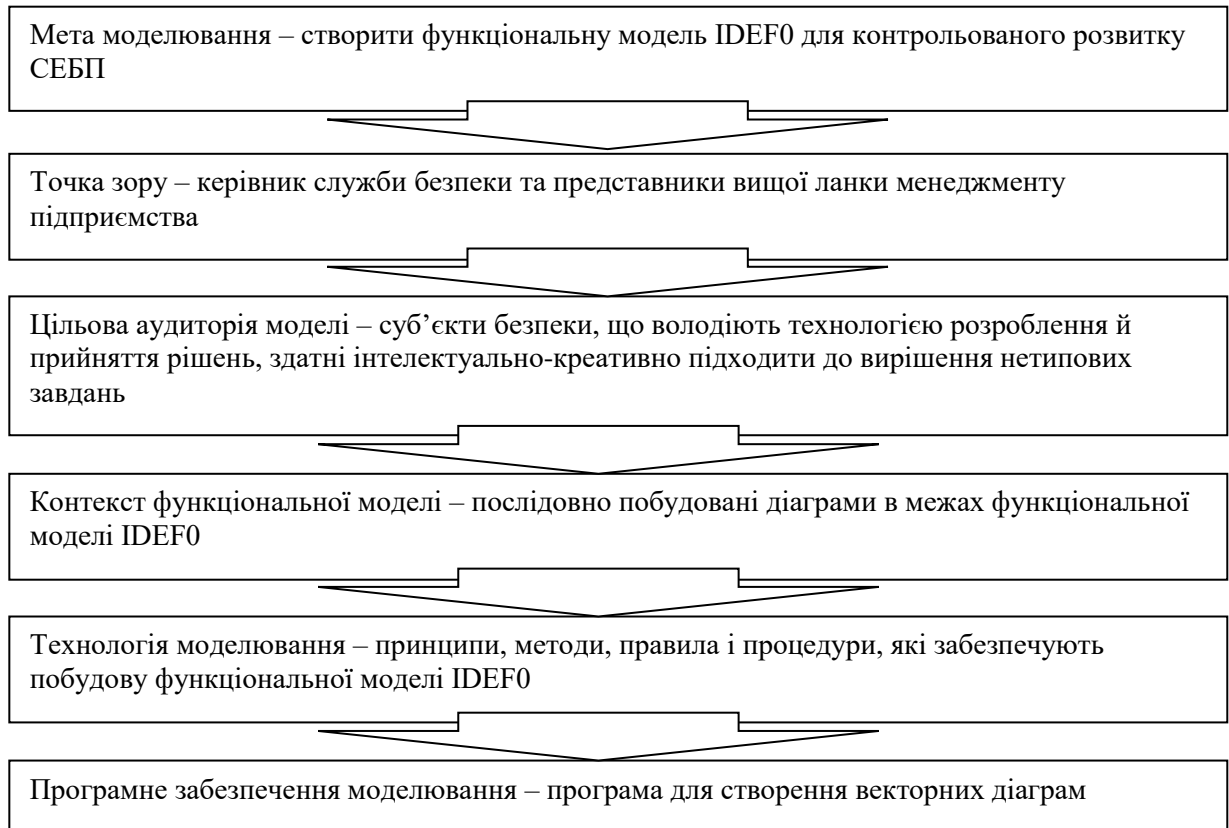 Мета моделювання – створити функціональну модель IDEF0 для контрольованого розвитку
СЕБП
Точка зору – керівник служби безпеки та представники вищої ланки менеджменту
підприємства
Цільова аудиторія моделі – суб’єкти безпеки, що володіють технологією розроблення й
прийняття рішень, здатні інтелектуально-креативно підходити до вирішення нетипових
завдань
Контекст функціональної моделі – послідовно побудовані діаграми в межах функціональної
моделі IDEF0
Технологія моделювання – принципи, методи, правила і процедури, які забезпечують
побудову функціональної моделі IDEF0
Програмне забезпечення моделювання – програма для створення векторних діаграм